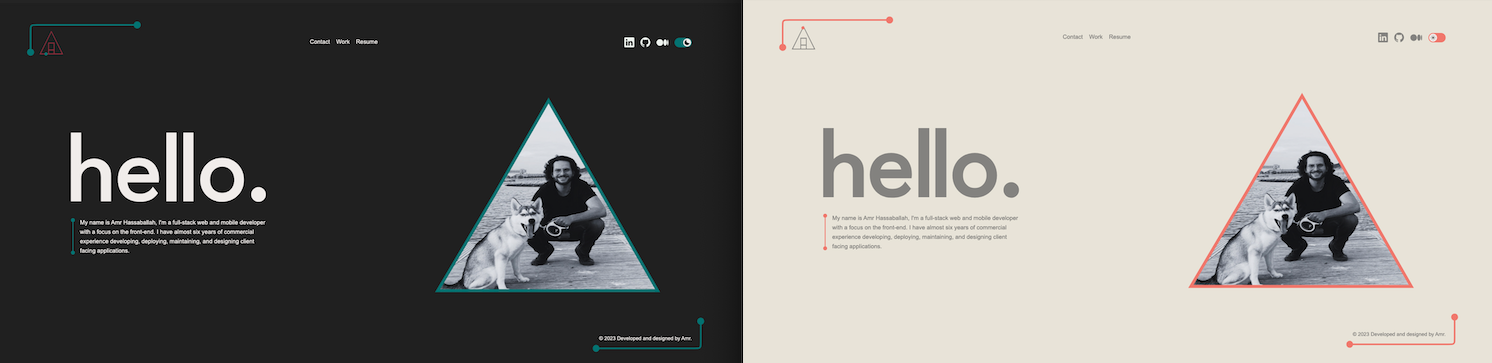 Contact Work Resume
hello.
My name is Amr Hassaballah, I'm a full-stack web and mobile developer
with a focus on the front-end. I have almost six years of commercial
experience developing, deploying, maintaining, and designing client
facing applications.
© 2023 Developed and designed by Amr.
Contact Work Resume
hello.
My name is Amr Hassaballah, I'm a full-stack web and mobile developer
with a focus on the front-end. I have almost six years of commercial
experience developing, deploying, maintaining, and designing client
facing applications.
© 2023 Developed and designed by Amr.